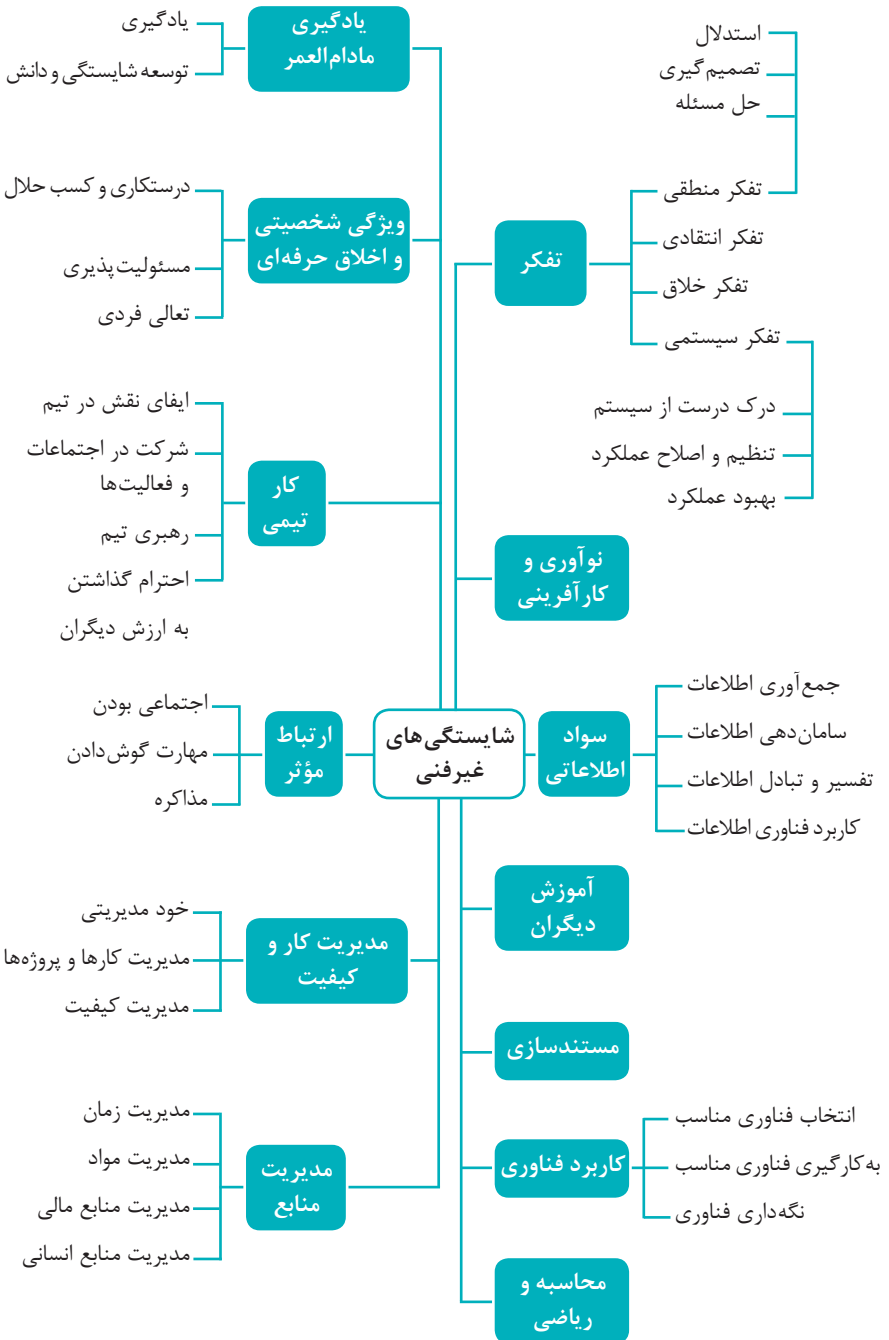 استدلال
تصمیم‌گیری
حل مسئله
تفکر منطقی
تفکر انتقادی
تفکر خلاق
تفکر سیستمی
درک درست از سیستم
تنظیم و اصلاح عملکرد
بهبود عملکرد
تفکر
نوآوری و
کارآفرینی
جمع‌آوری اطلاعات
سامان‌دهی اطلاعات
تفسیر و تبادل اطلاعات
کاربرد فناوری اطلاعات
سواد
اطلاعاتی
آموزش
دیگران
مستندسازی
انتخاب فناوری مناسب
به‌کارگیری فناوری مناسب
نگه‌داری فناوری
کاربرد فناوری
محاسبه و
ریاضی
شایستگی‌های
غیرفنی
یادگیری
مادام‌العمر
یادگیری
توسعه شایستگی و دانش
ویژگی شخصیتی
و اخلاق حرفه‌ای
درستکاری و کسب حلال
مسئولیت‌پذیری
تعالی فردی
کار
تیمی
ایفای نقش در تیم
شرکت در اجتماعات
و فعالیت‌ها
رهبری تیم
احترام گذاشتن
به ارزش دیگران
ارتباط
مؤثر
اجتماعی بودن
مهارت گوش‌دادن
مذاکره
مدیریت کار و
کیفیت
خود مدیریتی
مدیریت کارها و پروژه‌ها
مدیریت کیفیت
مدیریت
منابع
مدیریت زمان
مدیریت مواد
مدیریت منابع مالی
مدیریت منابع انسانی